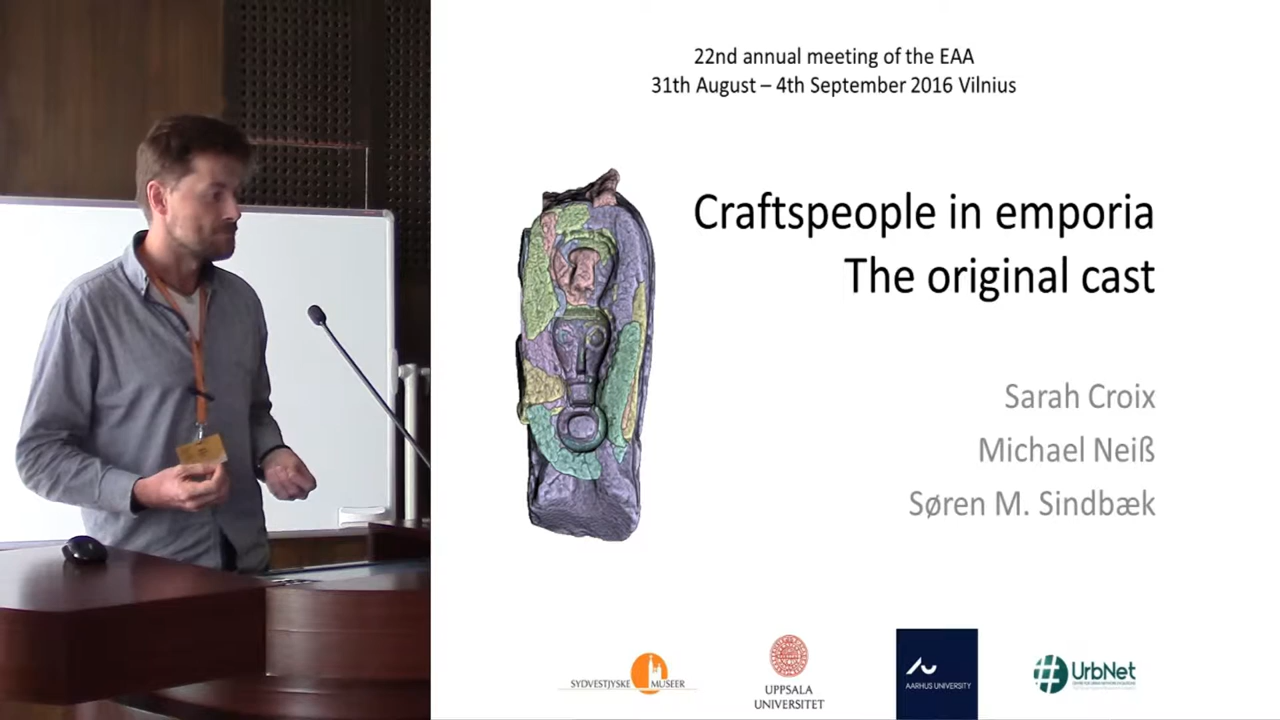 22nd annual meeting of the EAA
31th August – 4th September 2016 Vilnius
Craftspeople in emporia
The original cast
Sarah Croix
Michael Neiß
Søren M. Sindbæk
SYDVESTJYSKE MUSEER
UPPSALA
UNIVERSITET
AARHUS UNIVERSITY
UrbNet